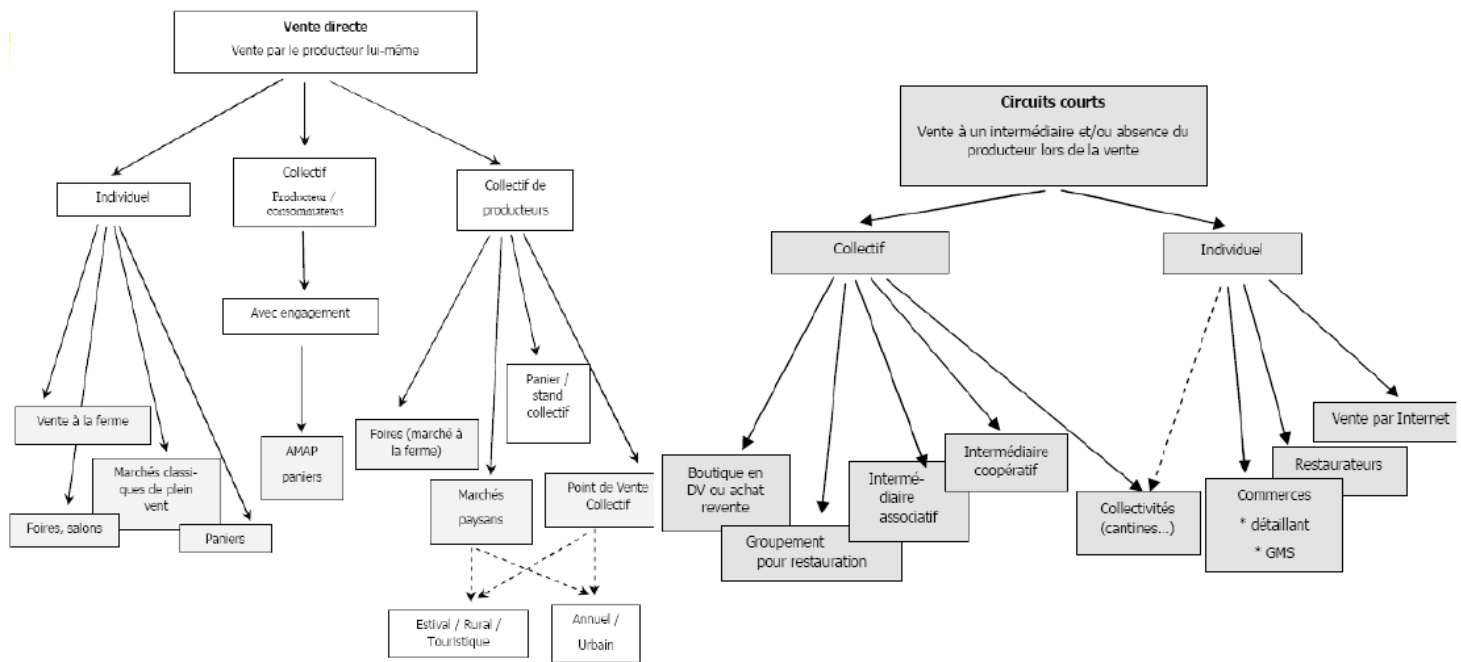 Vente directe
Vente par le producteur lui-même
Individuel
Collectif
Producteur /
consommateurs
Collectif de
producteurs
Avec engagement
Vente à la ferme
Marchés classi-
ques de plein
vent
Foires, salons
Paniers
AMAP
paniers
Foires (marché à
la ferme)
Panier /
stand
collectif
Marchés
paysans
Point de Vente
Collectif
Estival / Rural /
Touristique
Annuel /
Urbain
Circuits courts
Vente à un intermédiaire et/ou absence du
producteur lors de la vente
Collectif
Individuel
Boutique en
DV ou achat
revente
Groupement
pour restauration
Intermé-
diaire
associatif
Intermédiaire
coopératif
Collectivités
(cantines...)
Commerces
* détaillant
* GMS
Restaurateurs
Vente par Internet